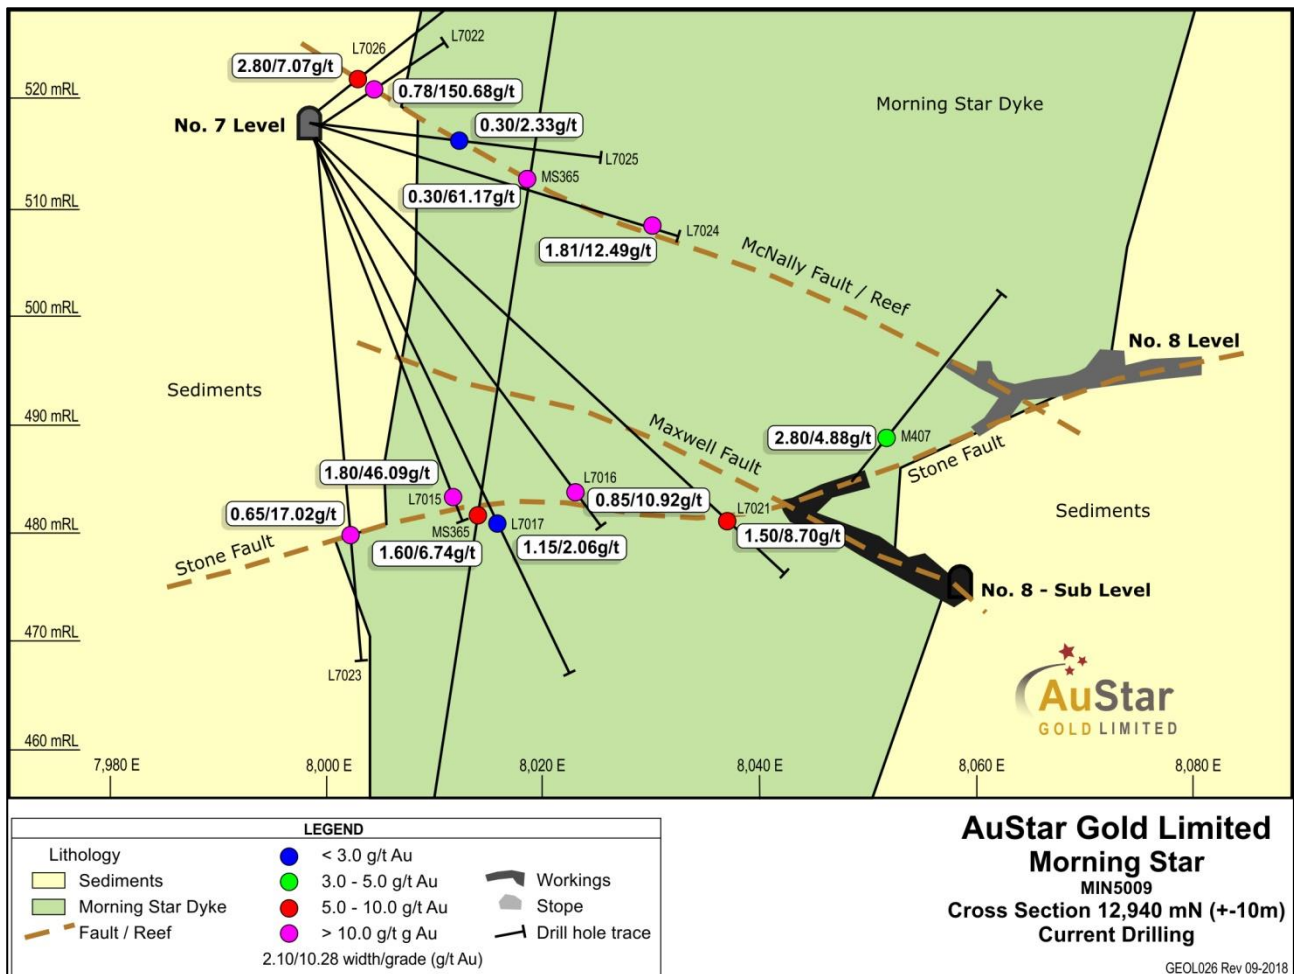 L7026
L7022
2.80/7.07g/t
520 mRL
0.78/150.68g/t
Morning Star Dyke
No. 7 Level
0.30/2.33g/t
L7025
MS365
510 mRL
0.30/61.17g/t
L7024
1.81/12.49g/t
McNally Fault / Reef
500 mRL
No. 8 Level
Sediments
490 mRL
Maxwell Fault
2.80/4.88g/t
M407
Stone Fault
1.80/46.09g/t
L7016
L7015
0.85/10.92g/t
0.65/17.02g/t
L7021
Sediments
480 mRL
MS365
L7017
1.50/8.70g/t
Stone Fault
1.60/6.74g/t
1.15/2.06g/t
No. 8 - Sub Level
470 mRL
L7023
AuStar
GOLD LIMITED
460 mRL
7,980 E
8,000 E
8,020 E
8,040 E
8,060 E
8,080 E
LEGEND
Lithology
Sediments
Morning Star Dyke
Fault / Reef
< 3.0 g/t Au
3.0 - 5.0 g/t Au
5.0 - 10.0 g/t Au
> 10.0 g/t g Au
2.10/10.28 width/grade (g/t Au)
Workings
Stope
Drill hole trace
AuStar Gold Limited
Morning Star
MIN5009
Cross Section 12,940 mN (+-10m)
Current Drilling
GEOL026 Rev 09-2018